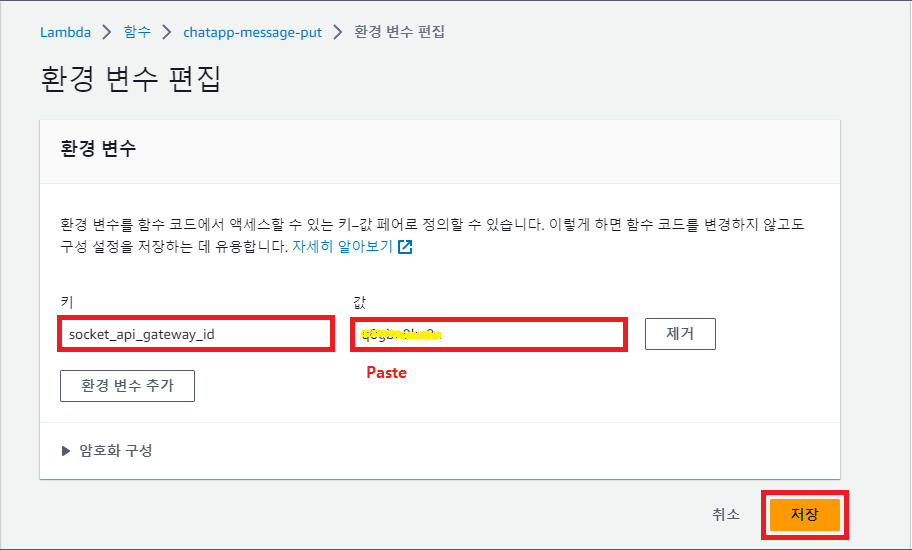 Lambda > 함수 > chatapp-message-put > 환경 변수 편집
환경 변수 편집
환경 변수
환경 변수를 함수 코드에서 액세스할 수 있는 키-값 페어로 정의할 수 있습니다. 이렇게 하면 함수 코드를 변경하지 않고도
구성 설정을 저장하는 데 유용합니다. 자세히 알아보기
키 값
socket_api_gateway_id 제거
Paste
환경 변수 추가
▶ 암호화 구성
취소 저장